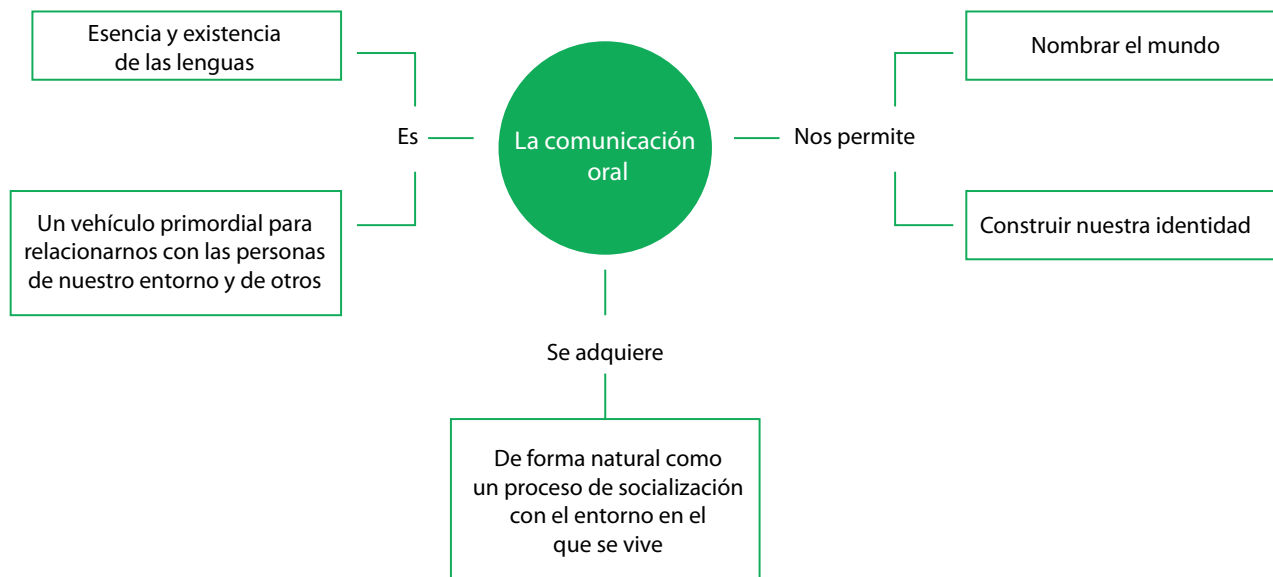 Esencia y existencia
de las lenguas
Es
Un vehículo primordial para
relacionarnos con las personas
de nuestro entorno y de otros
La comunicación
oral
Nos permite
Nombrar el mundo
Construir nuestra identidad
Se adquiere
De forma natural como
un proceso de socialización
con el entorno en el
que se vive